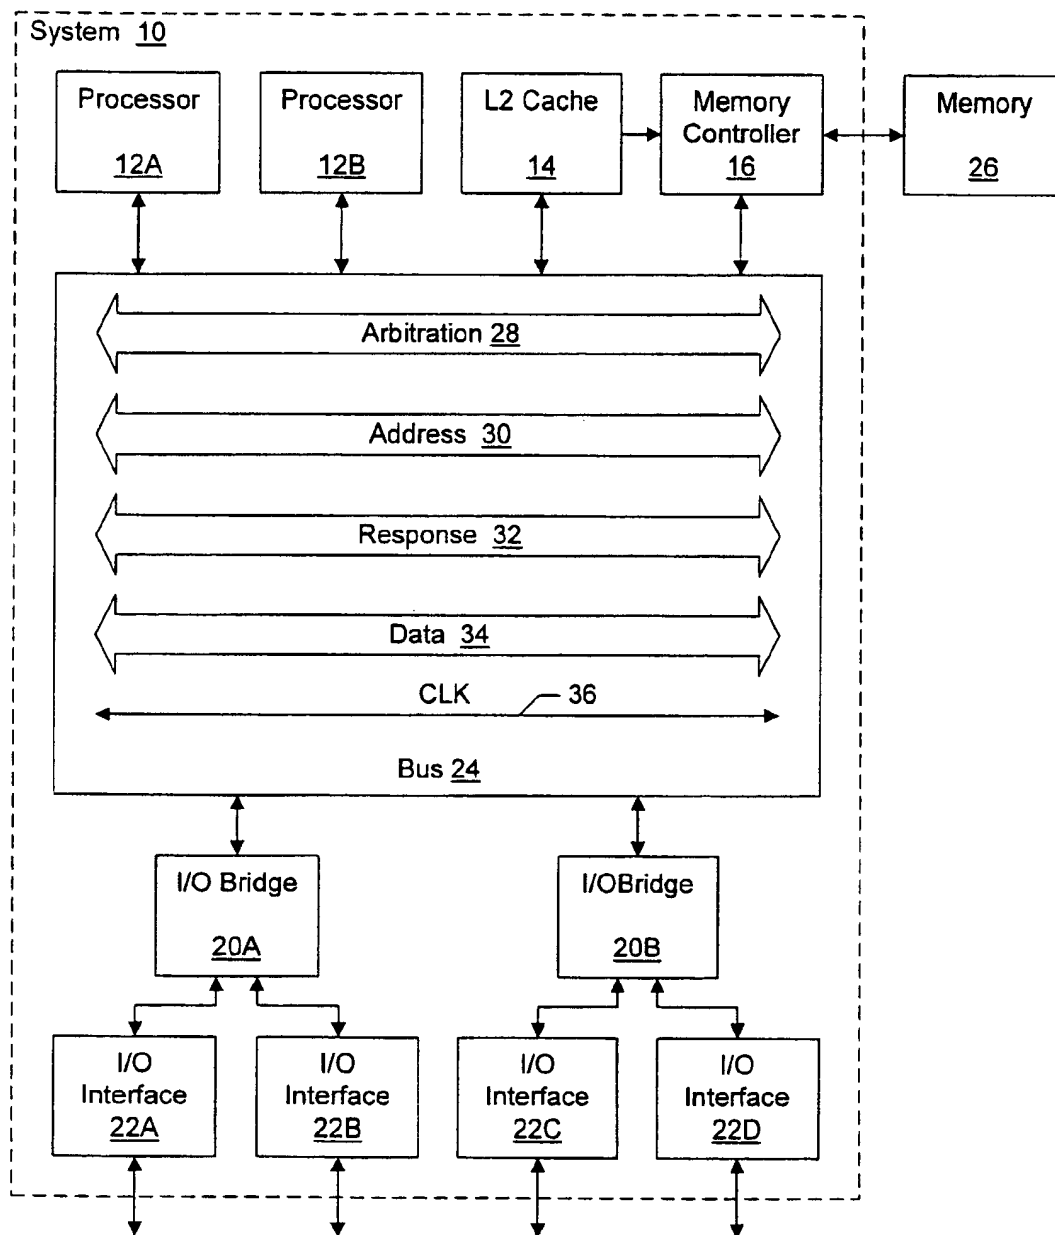 System 10
Processor
12A
Processor
12B
L2 Cache
14
Memory
Controller
16
Memory
26
Arbitration 28
Address 30
Response 32
Data 34
CLK 36
Bus 24
I/O Bridge
20A
I/OBridge
20B
I/O
Interface
22A
I/O
Interface
22B
I/O
Interface
22C
I/O
Interface
22D